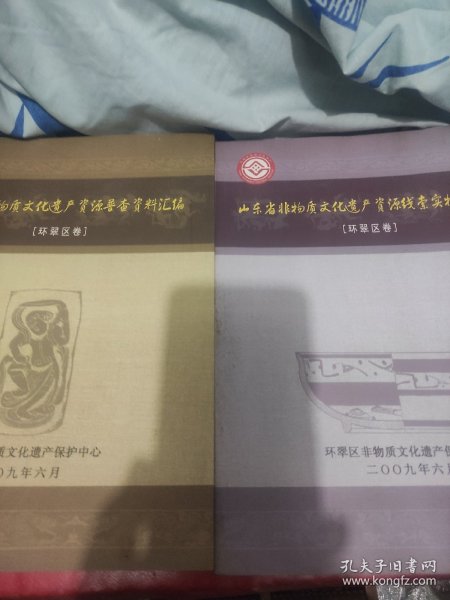 物质文化遗产资源普查资料汇编
[环翠区卷]
质文化遗产保护中心
〇九年六月
山东省非物质文化遗产资源线索实物
[环翠区卷]
环翠区非物质文化遗产保
二〇〇九年六月
孔夫子旧书网
www.kongfz.com